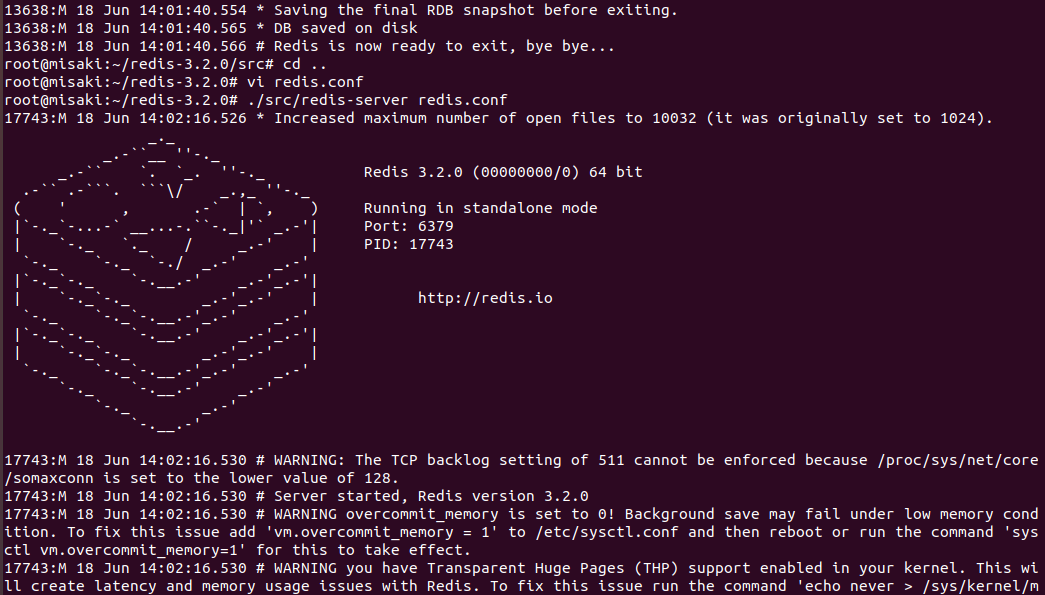 13638:M 18 Jun 14:01:40.554 * Saving the final RDB snapshot before exiting.
13638:M 18 Jun 14:01:40.565 * DB saved on disk
13638:M 18 Jun 14:01:40.566 # Redis is now ready to exit, bye bye...
root@misaki:~/redis-3.2.0/src# cd ..
root@misaki:~/redis-3.2.0# vi redis.conf
root@misaki:~/redis-3.2.0# ./src/redis-server redis.conf
17743:M 18 Jun 14:02:16.526 * Increased maximum number of open files to 10032 (it was originally set to 1024).
Redis 3.2.0 (00000000/0) 64 bit
Running in standalone mode
Port: 6379
PID: 17743
http://redis.io
17743:M 18 Jun 14:02:16.530 # WARNING: The TCP backlog setting of 511 cannot be enforced because /proc/sys/net/core
/somaxconn is set to the lower value of 128.
17743:M 18 Jun 14:02:16.530 # Server started, Redis version 3.2.0
17743:M 18 Jun 14:02:16.530 # WARNING overcommit_memory is set to 0! Background save may fail under low memory cond
ition. To fix this issue add 'vm.overcommit_memory = 1' to /etc/sysctl.conf and then reboot or run the command 'sys
ctl vm.overcommit_memory=1' for this to take effect.
17743:M 18 Jun 14:02:16.530 # WARNING you have Transparent Huge Pages (THP) support enabled in your kernel. This wi
ll create latency and memory usage issues with Redis. To fix this issue run the command 'echo never > /sys/kernel/m